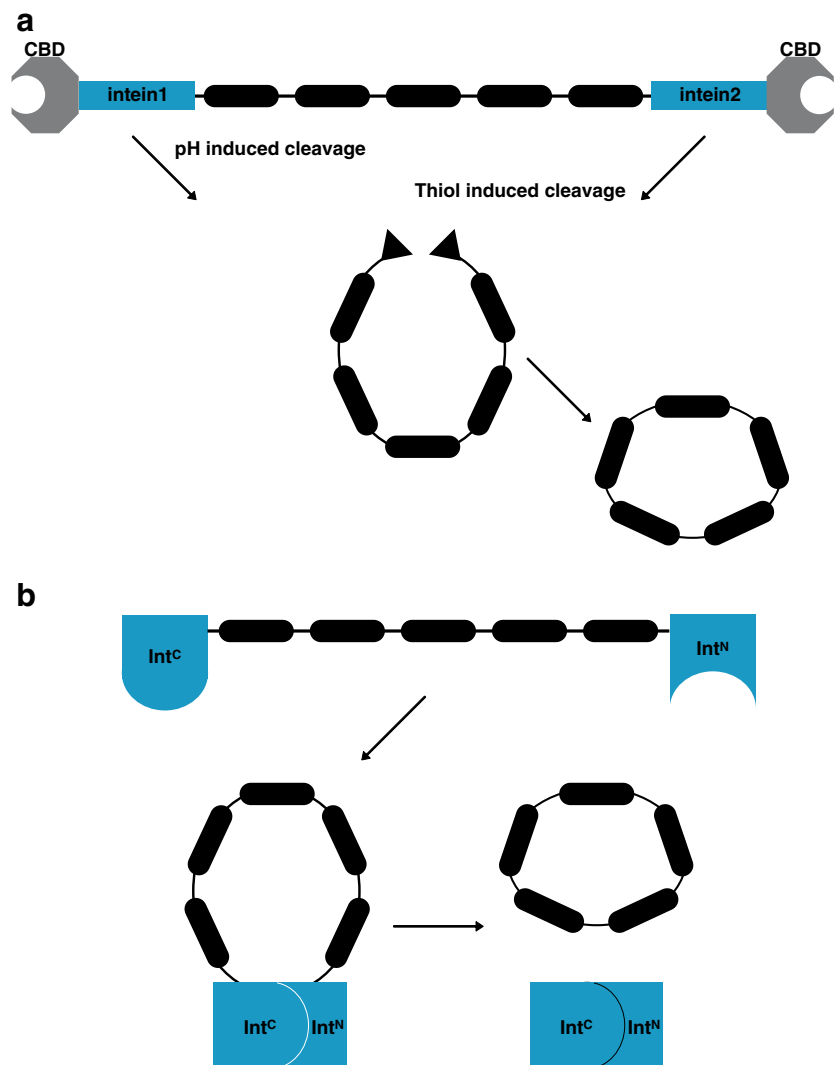 a
CBD
CBD
intein1
intein2
pH induced cleavage
Thiol induced cleavage
b
Intᶜ
Intᴺ
Intᶜ
Intᴺ
Intᶜ
Intᴺ